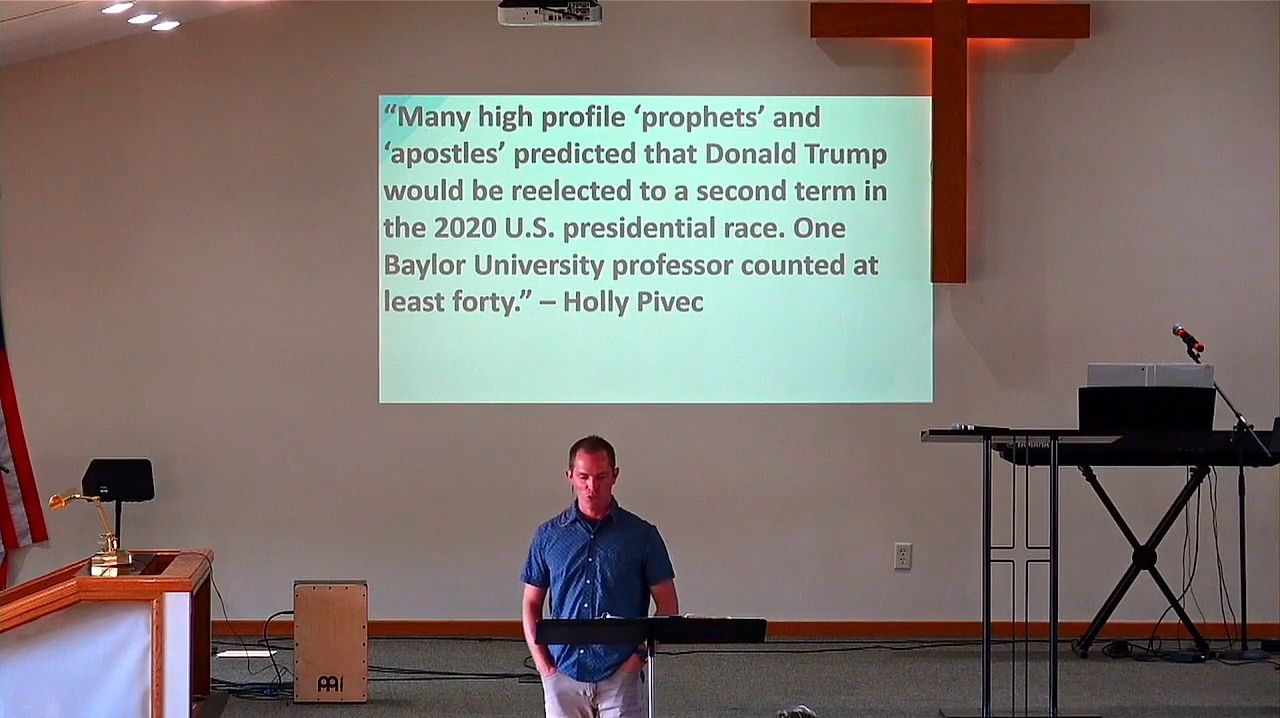 “Many high profile ‘prophets’ and
‘apostles’ predicted that Donald Trump
would be reelected to a second term in
the 2020 U.S. presidential race. One
Baylor University professor counted at
least forty.” – Holly Pivec